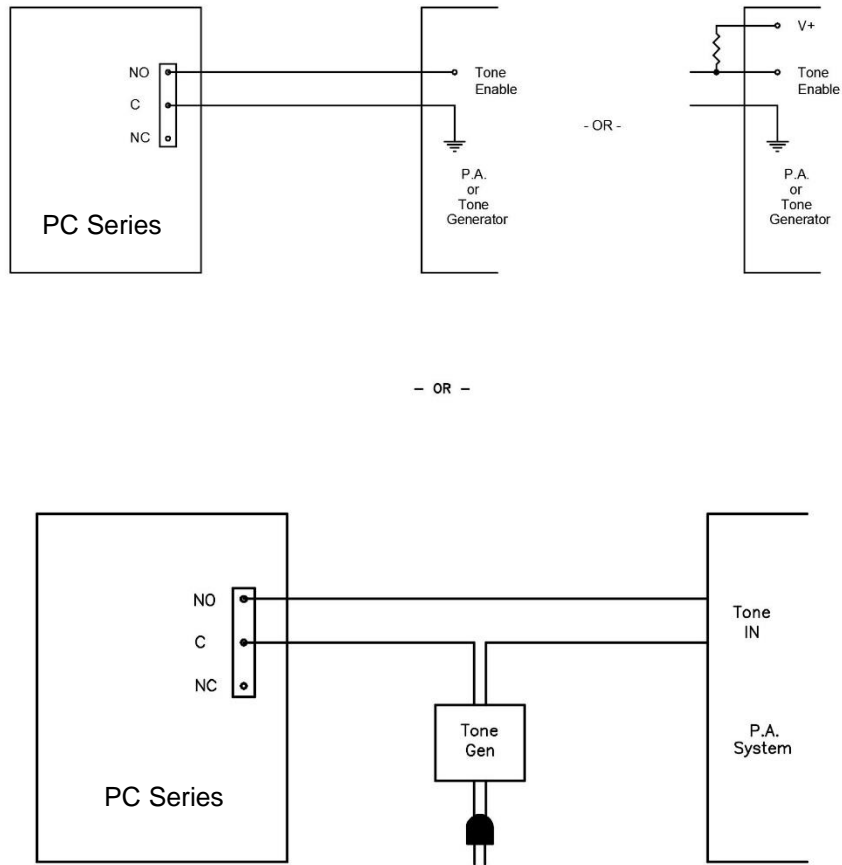 NO
C
NC
PC Series
Tone
Enable
P.A.
or
Tone
Generator
- OR -
V+
Tone
Enable
P.A.
or
Tone
Generator
- OR -
NO
C
NC
PC Series
Tone
Gen
Tone
IN
P.A.
System